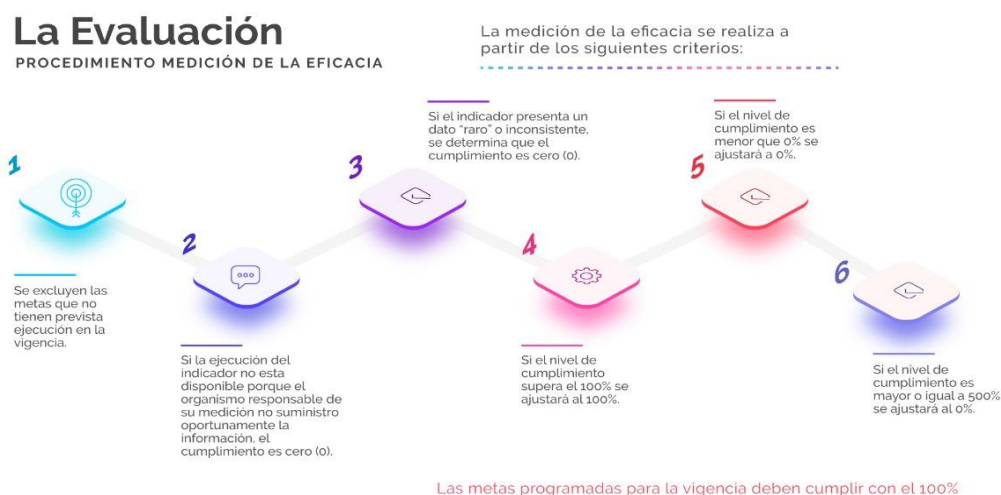 La Evaluación
PROCEDIMIENTO MEDICIÓN DE LA EFICACIA
La medición de la eficacia se realiza a
partir de los siguientes criterios:
1
Se excluyen las
metas que no
tienen prevista
ejecución en la
vigencia.
2
Si la ejecución del
indicador no esta
disponible porque el
organismo responsable de
su medición no suministro
oportunamente la
información, el
cumplimiento es cero (0).
3
Si el indicador presenta un
dato "raro" o inconsistente,
se determina que el
cumplimiento es cero (0).
4
Si el nivel de
cumplimiento
supera el 100% se
ajustará al 100%.
5
Si el nivel de
cumplimiento es
menor que 0% se
ajustará a 0%.
6
Si el nivel de
cumplimiento es
mayor o igual a 500%
se ajustará al 0%.
Las metas programadas para la vigencia deben cumplir con el 100%